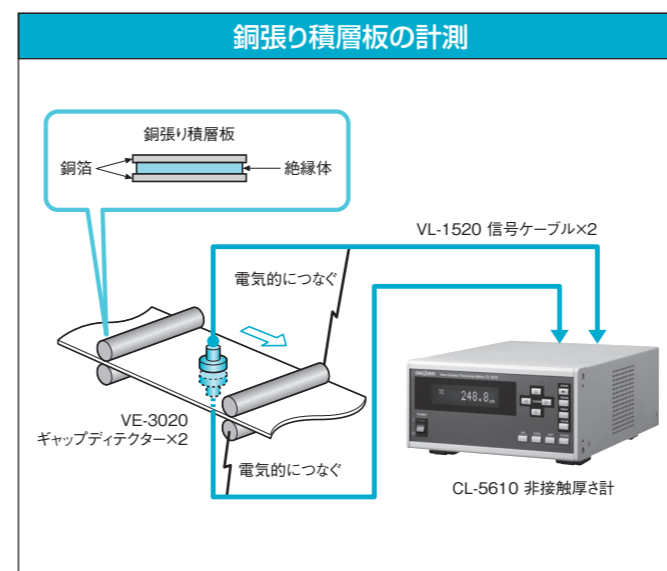 銅張り積層板の計測
銅張り積層板
銅箔
絶縁体
VL-1520 信号ケーブル×2
電気的につなぐ
VE-3020
ギャップディテクター×2
電気的につなぐ
TC 248.8um
CL-5610 非接触厚さ計